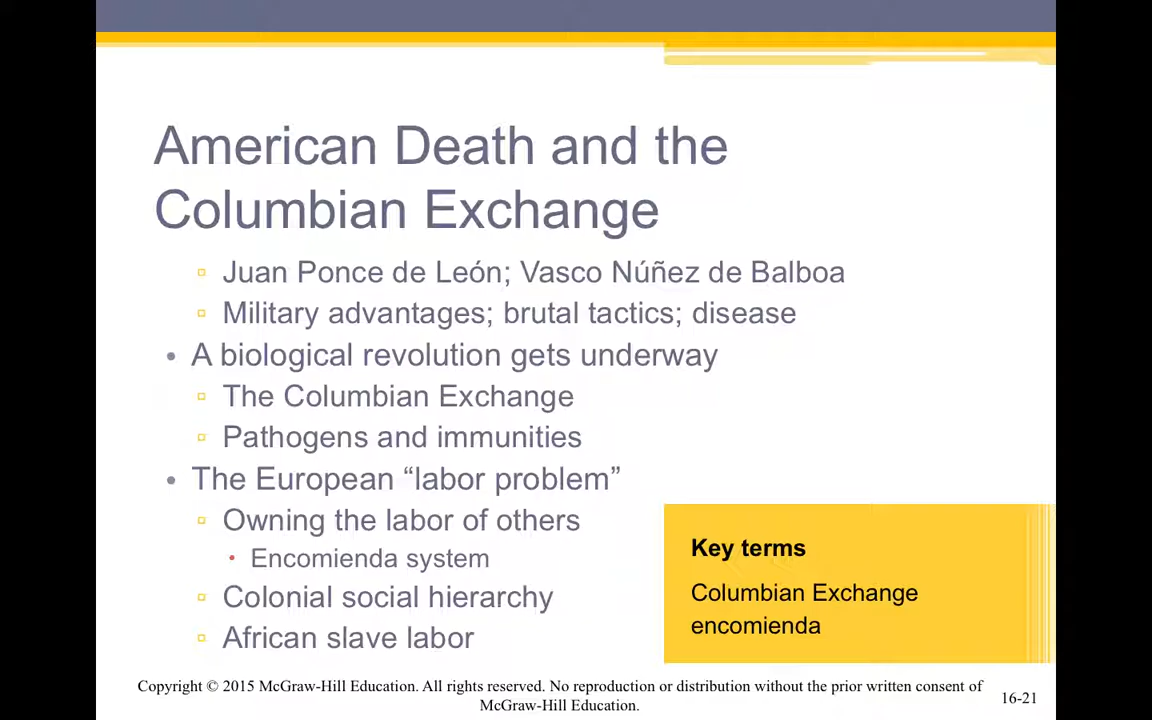 American Death and the
Columbian Exchange
▫ Juan Ponce de León; Vasco Núñez de Balboa
▫ Military advantages; brutal tactics; disease
• A biological revolution gets underway
▫ The Columbian Exchange
▫ Pathogens and immunities
• The European “labor problem”
▫ Owning the labor of others
• Encomienda system
▫ Colonial social hierarchy
▫ African slave labor
Key terms
Columbian Exchange
encomienda
Copyright © 2015 McGraw-Hill Education. All rights reserved. No reproduction or distribution without the prior written consent of
McGraw-Hill Education.
16-21